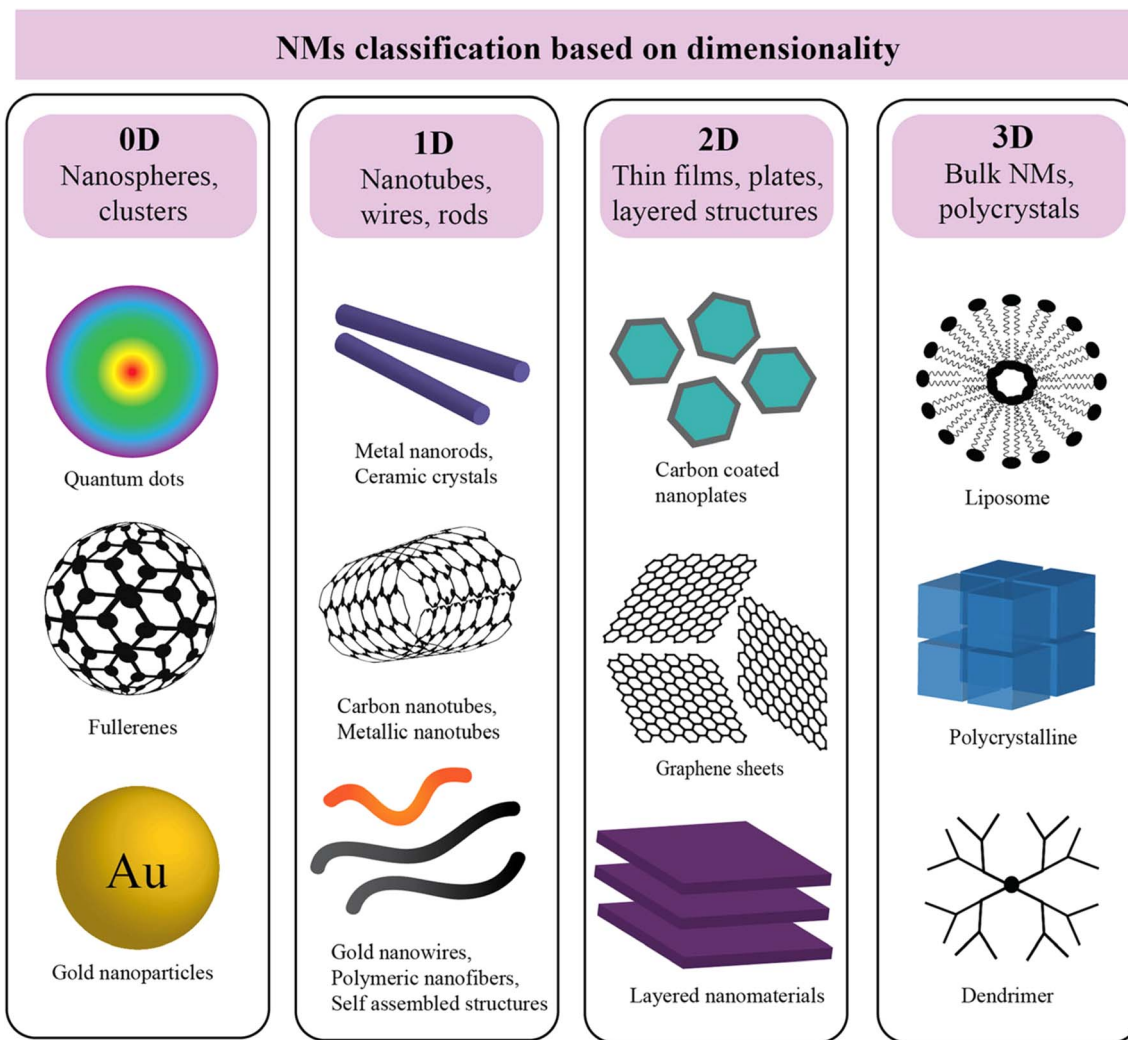 NMs classification based on dimensionality
0D
Nanospheres,
clusters
Quantum dots
Fullerenes
Au
Gold nanoparticles
1D
Nanotubes,
wires, rods
Metal nanorods,
Ceramic crystals
Carbon nanotubes,
Metallic nanotubes
Gold nanowires,
Polymeric nanofibers,
Self assembled structures
2D
Thin films, plates,
layered structures
Carbon coated
nanoplates
Graphene sheets
Layered nanomaterials
3D
Bulk NMs,
polycrystals
Liposome
Polycrystalline
Dendrimer